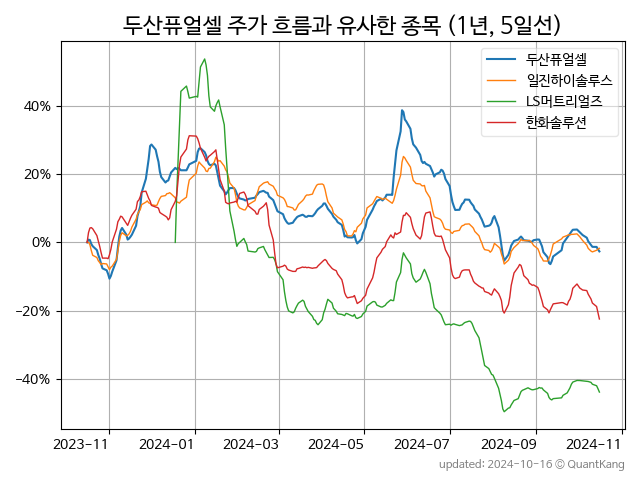 두산퓨얼셀 주가 흐름과 유사한 종목 (1년, 5일선)
두산퓨얼셀
일진하이솔루스
LS머트리얼즈
한화솔루션
40%
20%
0%
−20%
−40%
2023-11
2024-01
2024-03
2024-05
2024-07
2024-09
2024-11
updated: 2024-10-16 © QuantKang